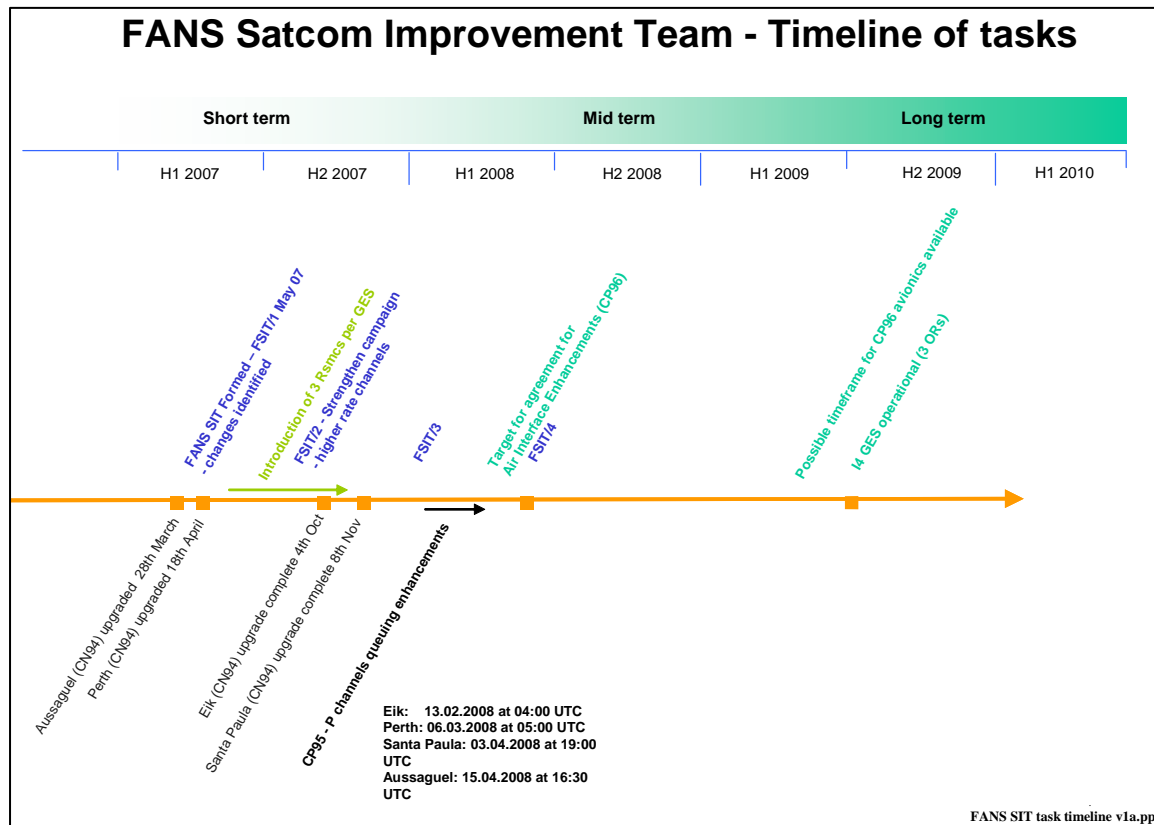 FANS Satcom Improvement Team - Timeline of tasks
Short term
Mid term
Long term
H1 2007
H2 2007
H1 2008
H2 2008
H1 2009
H2 2009
H1 2010
FANS SIT Formed – FSIT/1 May 07
- changes identified
Introduction of 3 Rsmcs per GES
FSIT/2 - Strengthen campaign
- higher rate channels
FSIT/3
Target for agreement for
Air Interface Enhancements (CP96)
FSIT/4
Possible timeframe for CP96 avionics available
I4 GES operational (3 ORs)
Aussaguel (CN94) upgraded 28th March
Perth (CN94) upgraded 18th April
Eik (CN94) upgrade complete 4th Oct
Santa Paula (CN94) upgrade complete 8th Nov
CP95 - P channels queuing enhancements
Eik: 13.02.2008 at 04:00 UTC
Perth: 06.03.2008 at 05:00 UTC
Santa Paula: 03.04.2008 at 19:00
UTC
Aussaguel: 15.04.2008 at 16:30
UTC
FANS SIT task timeline v1a.pp